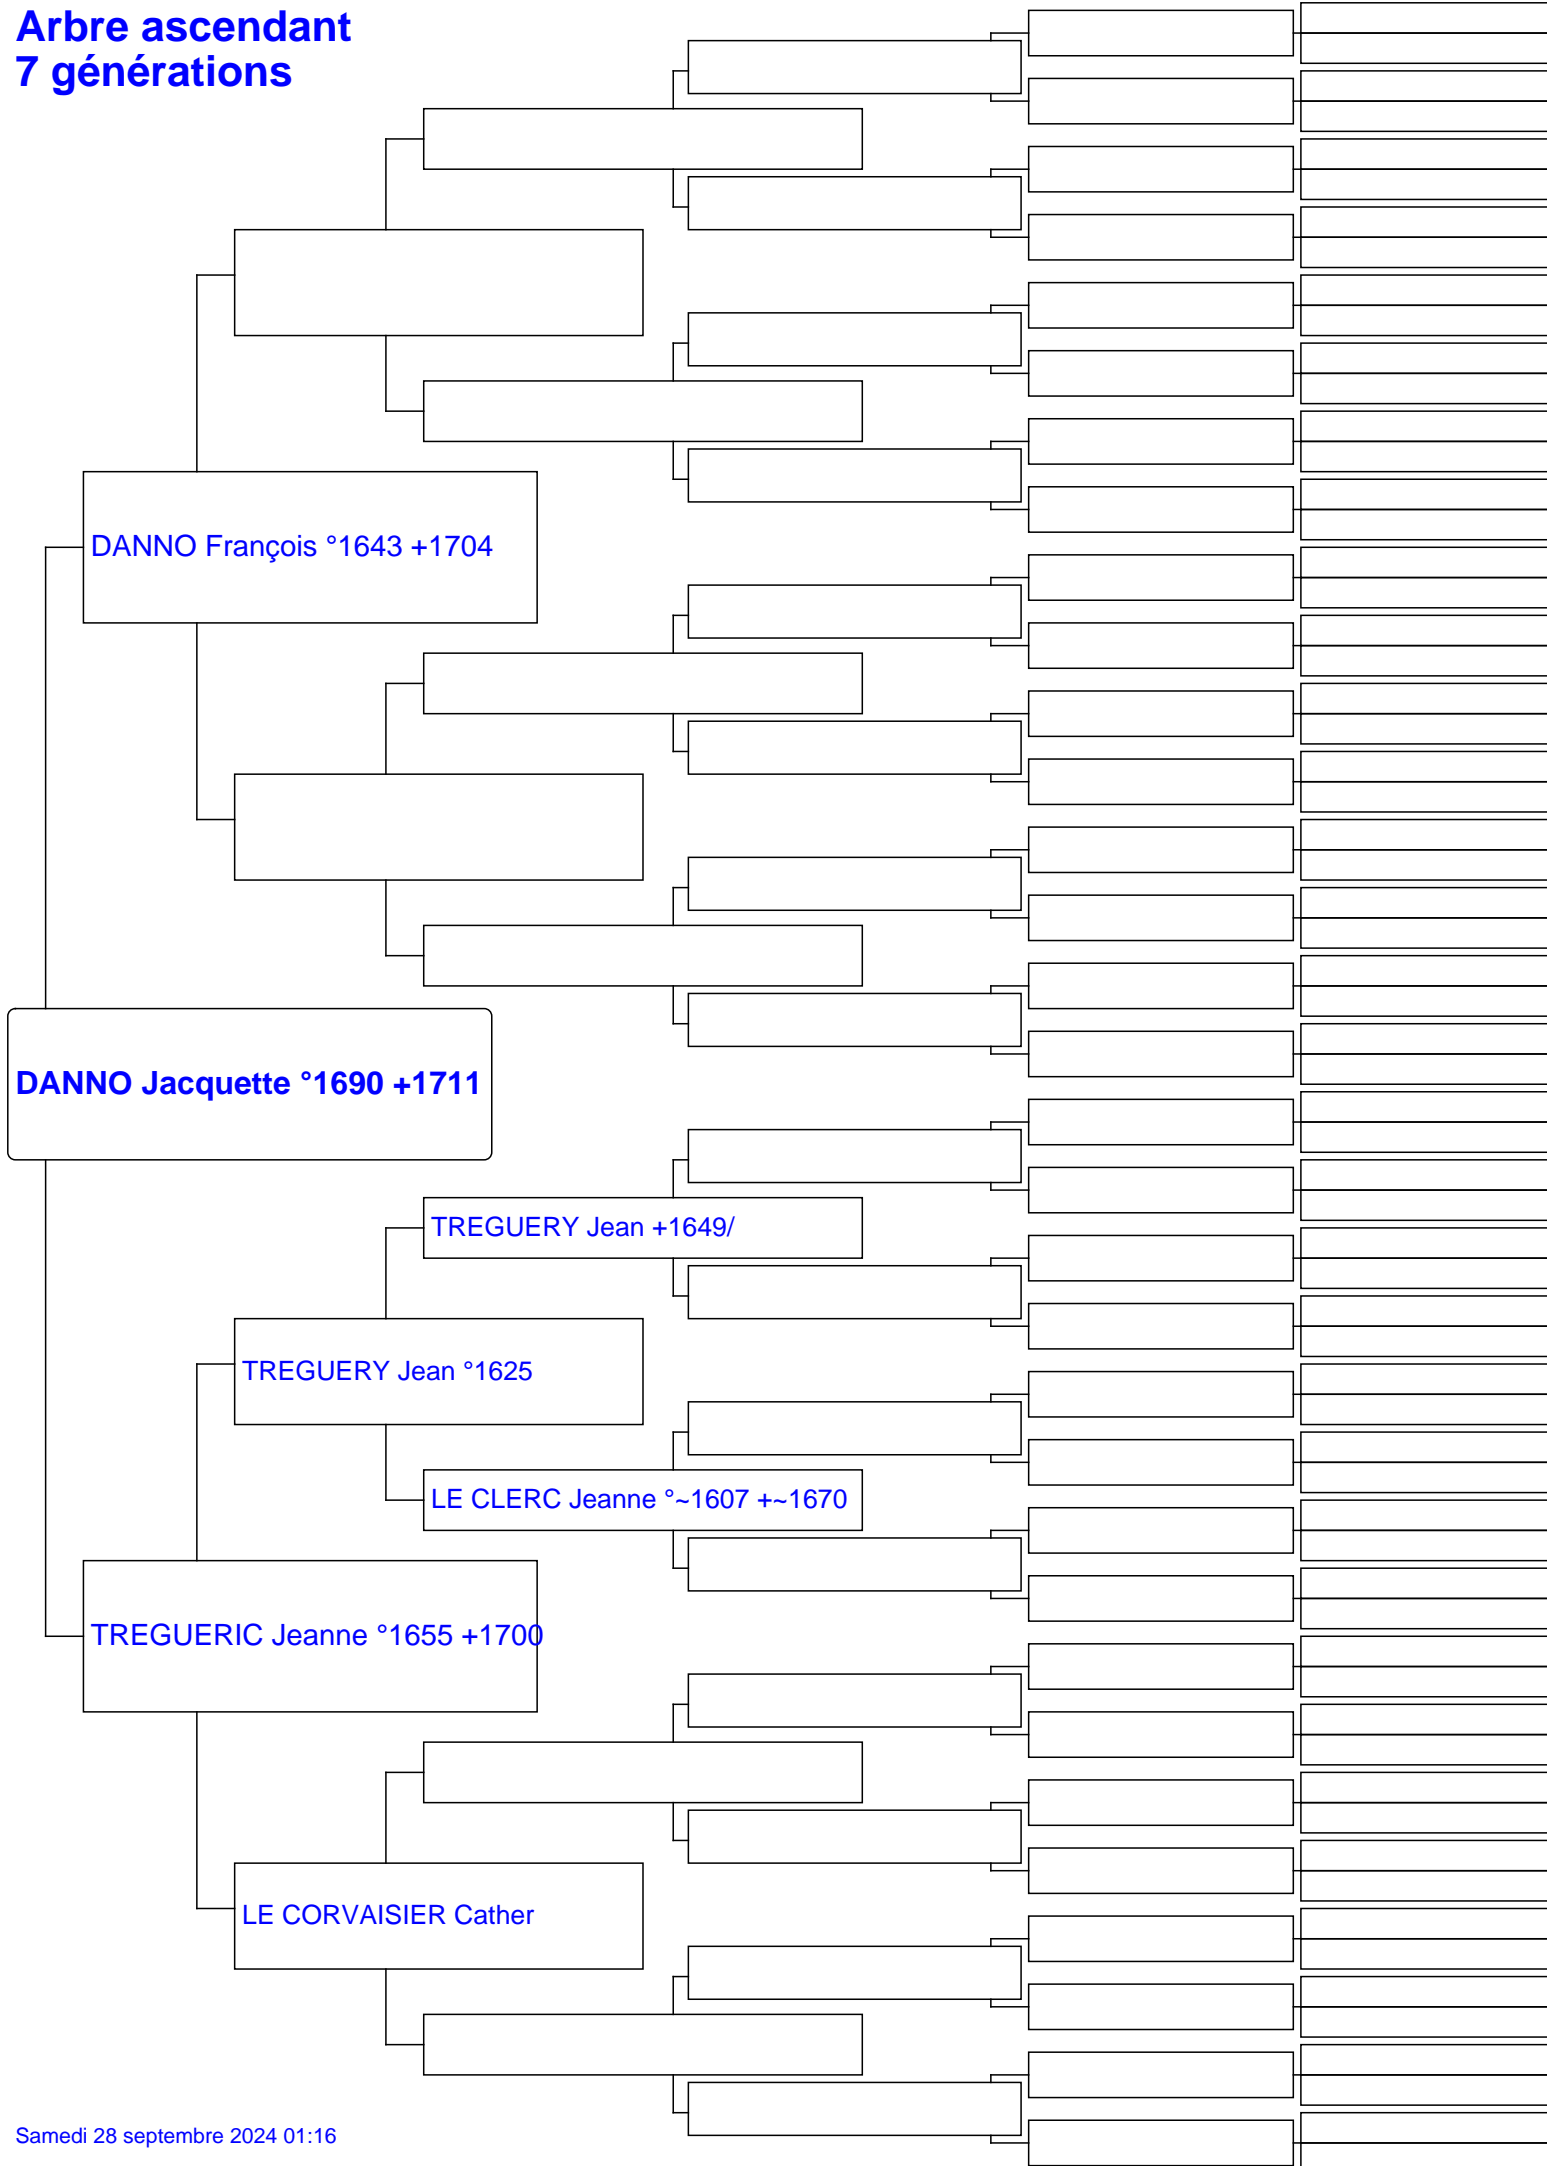 Arbre ascendant
7 générations
DANNO François °1643 +1704
DANNO Jacquette °1690 +1711
TREGUERY Jean +1649/
TREGUERY Jean °1625
LE CLERC Jeanne °~1607 +~1670
TREGUERIC Jeanne °1655 +1700
LE CORVAISIER Cather
Samedi 28 septembre 2024 01:16